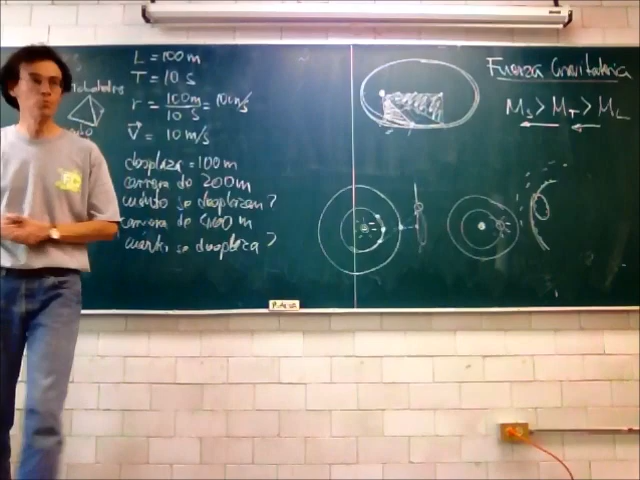 L = 100 m
T = 10 s
r = 100m / 10 s = 10 m/s
V = 10 m/s
desplaza = 100 m
carrera de 200 m
cuánto se desplazan?
carrera de 400 m
cuánto se desplaza?
Fuerza Gravitatoria
Ms > MT > ML